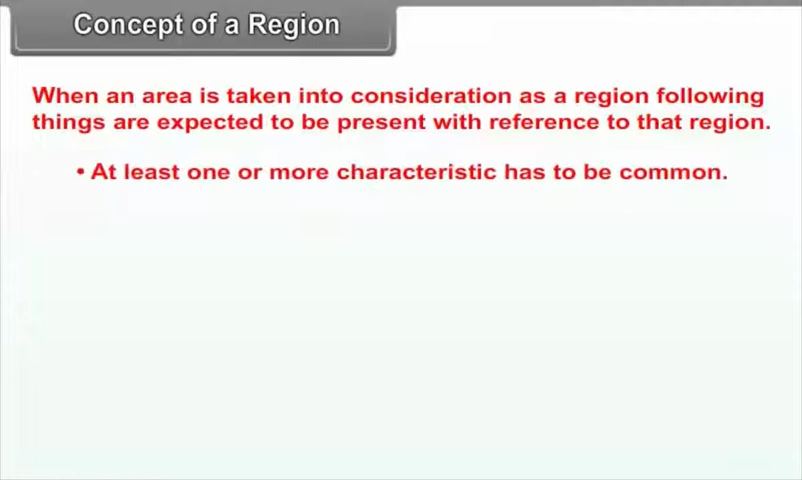 Concept of a Region
When an area is taken into consideration as a region following
things are expected to be present with reference to that region.
• At least one or more characteristic has to be common.